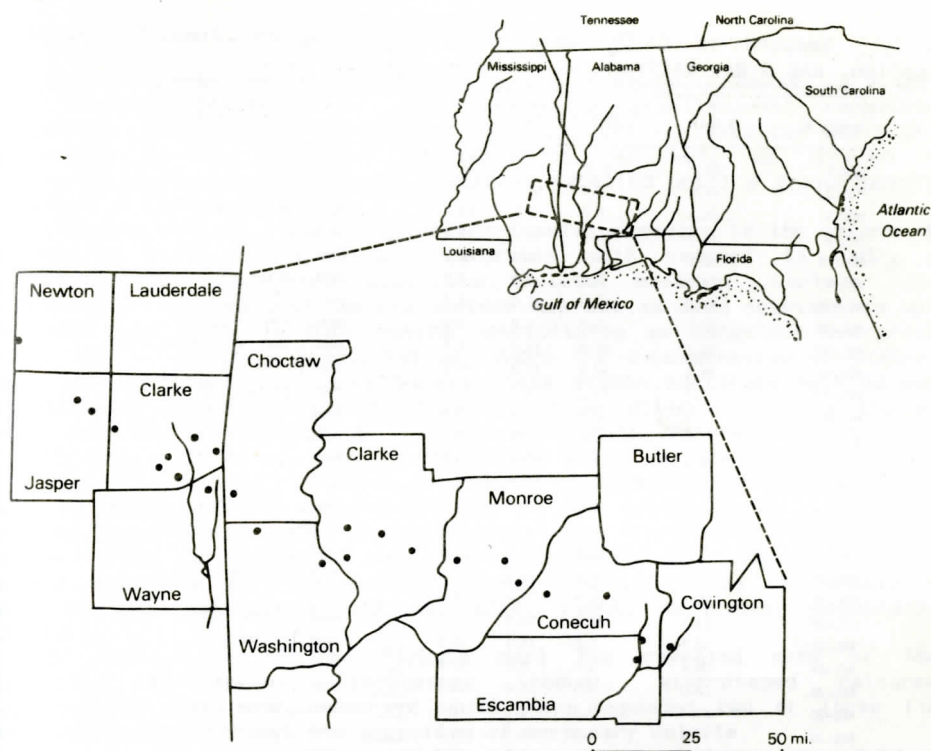 Tennessee
North Carolina
Mississippi
Alabama
Georgia
South Carolina
Atlantic
Ocean
Louisiana
Florida
Gulf of Mexico
Newton
Lauderdale
Choctaw
Clarke
Clarke
Butler
Jasper
Monroe
Wayne
Covington
Conecuh
Washington
Escambia
0 25 50 mi.